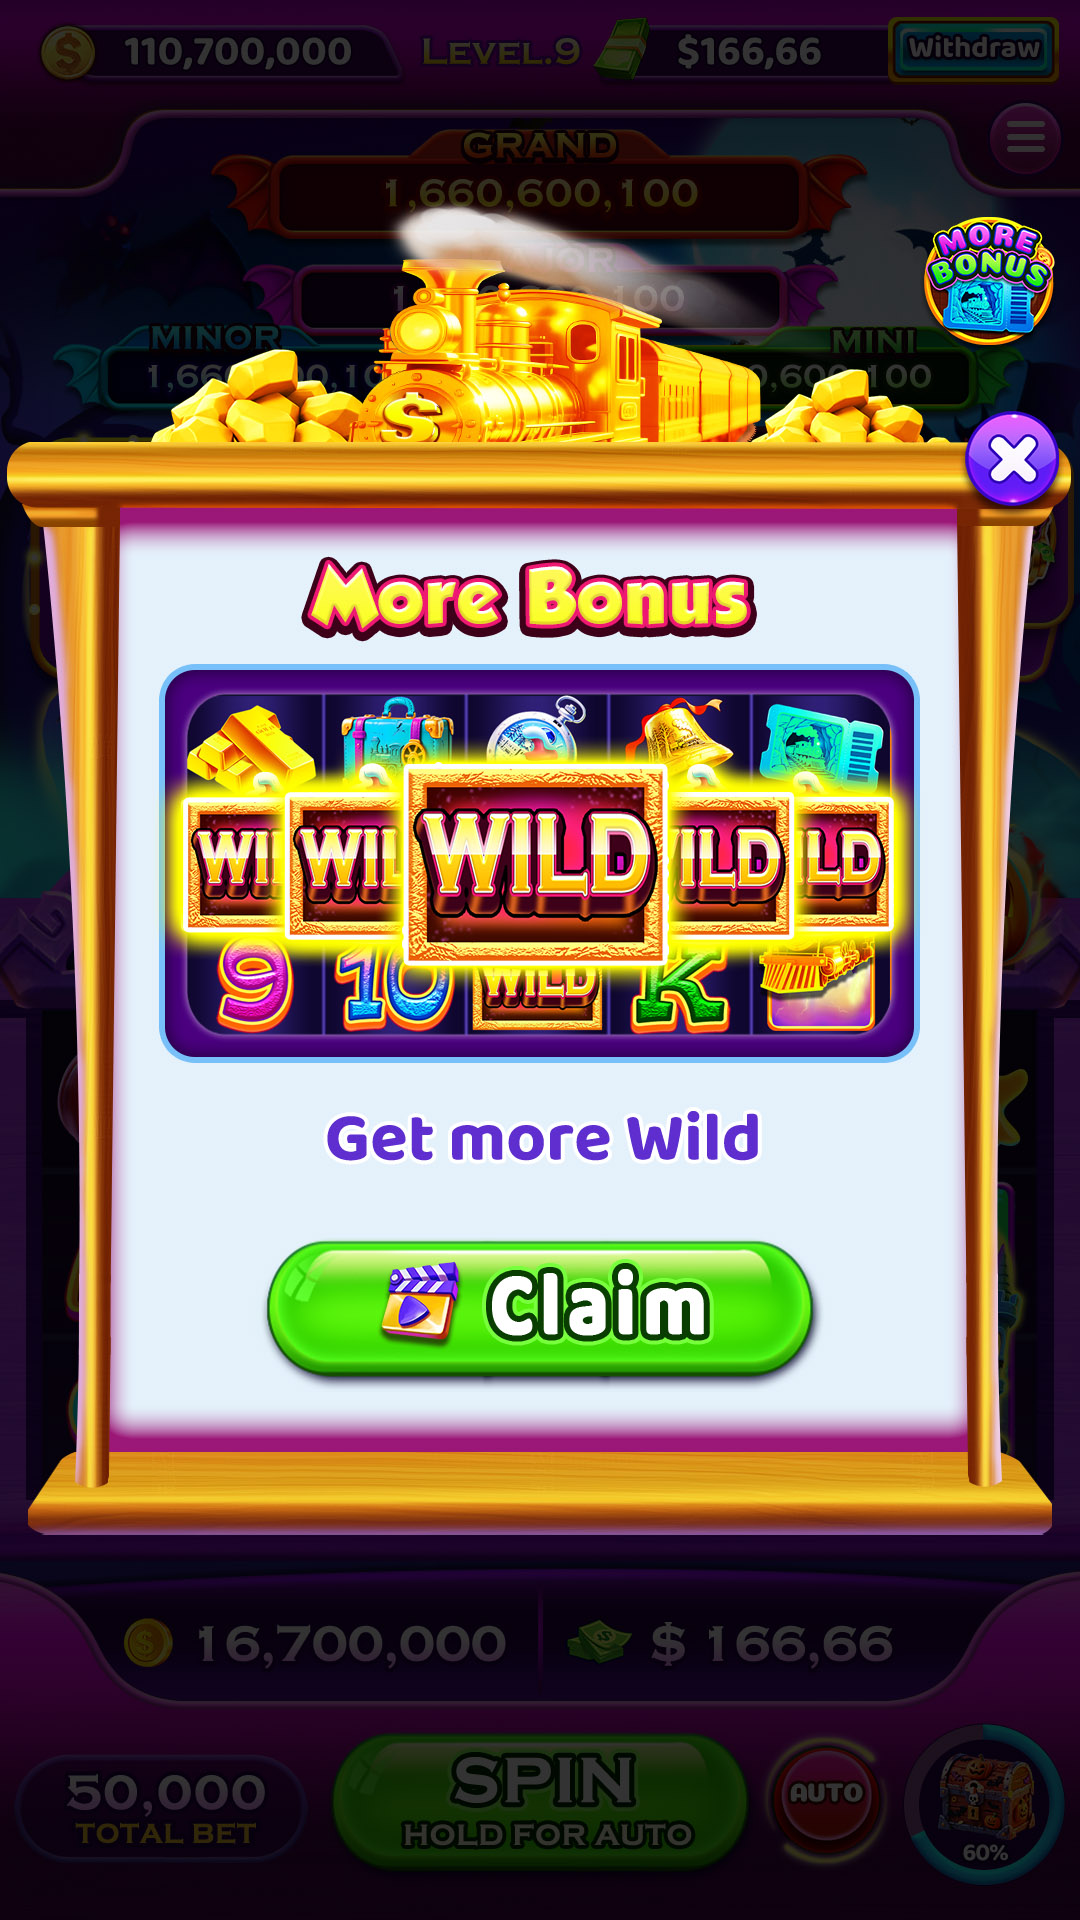 110,700,000
LEVEL.9
$166,66
Withdraw
GRAND
1,660,600,100
MORE BONUS
MINOR
MINI
$
More Bonus
WILD
9
10
WILD
K
Get more Wild
Claim
16,700,000
$ 166,66
50,000
TOTAL BET
SPIN
HOLD FOR AUTO
AUTO
60%